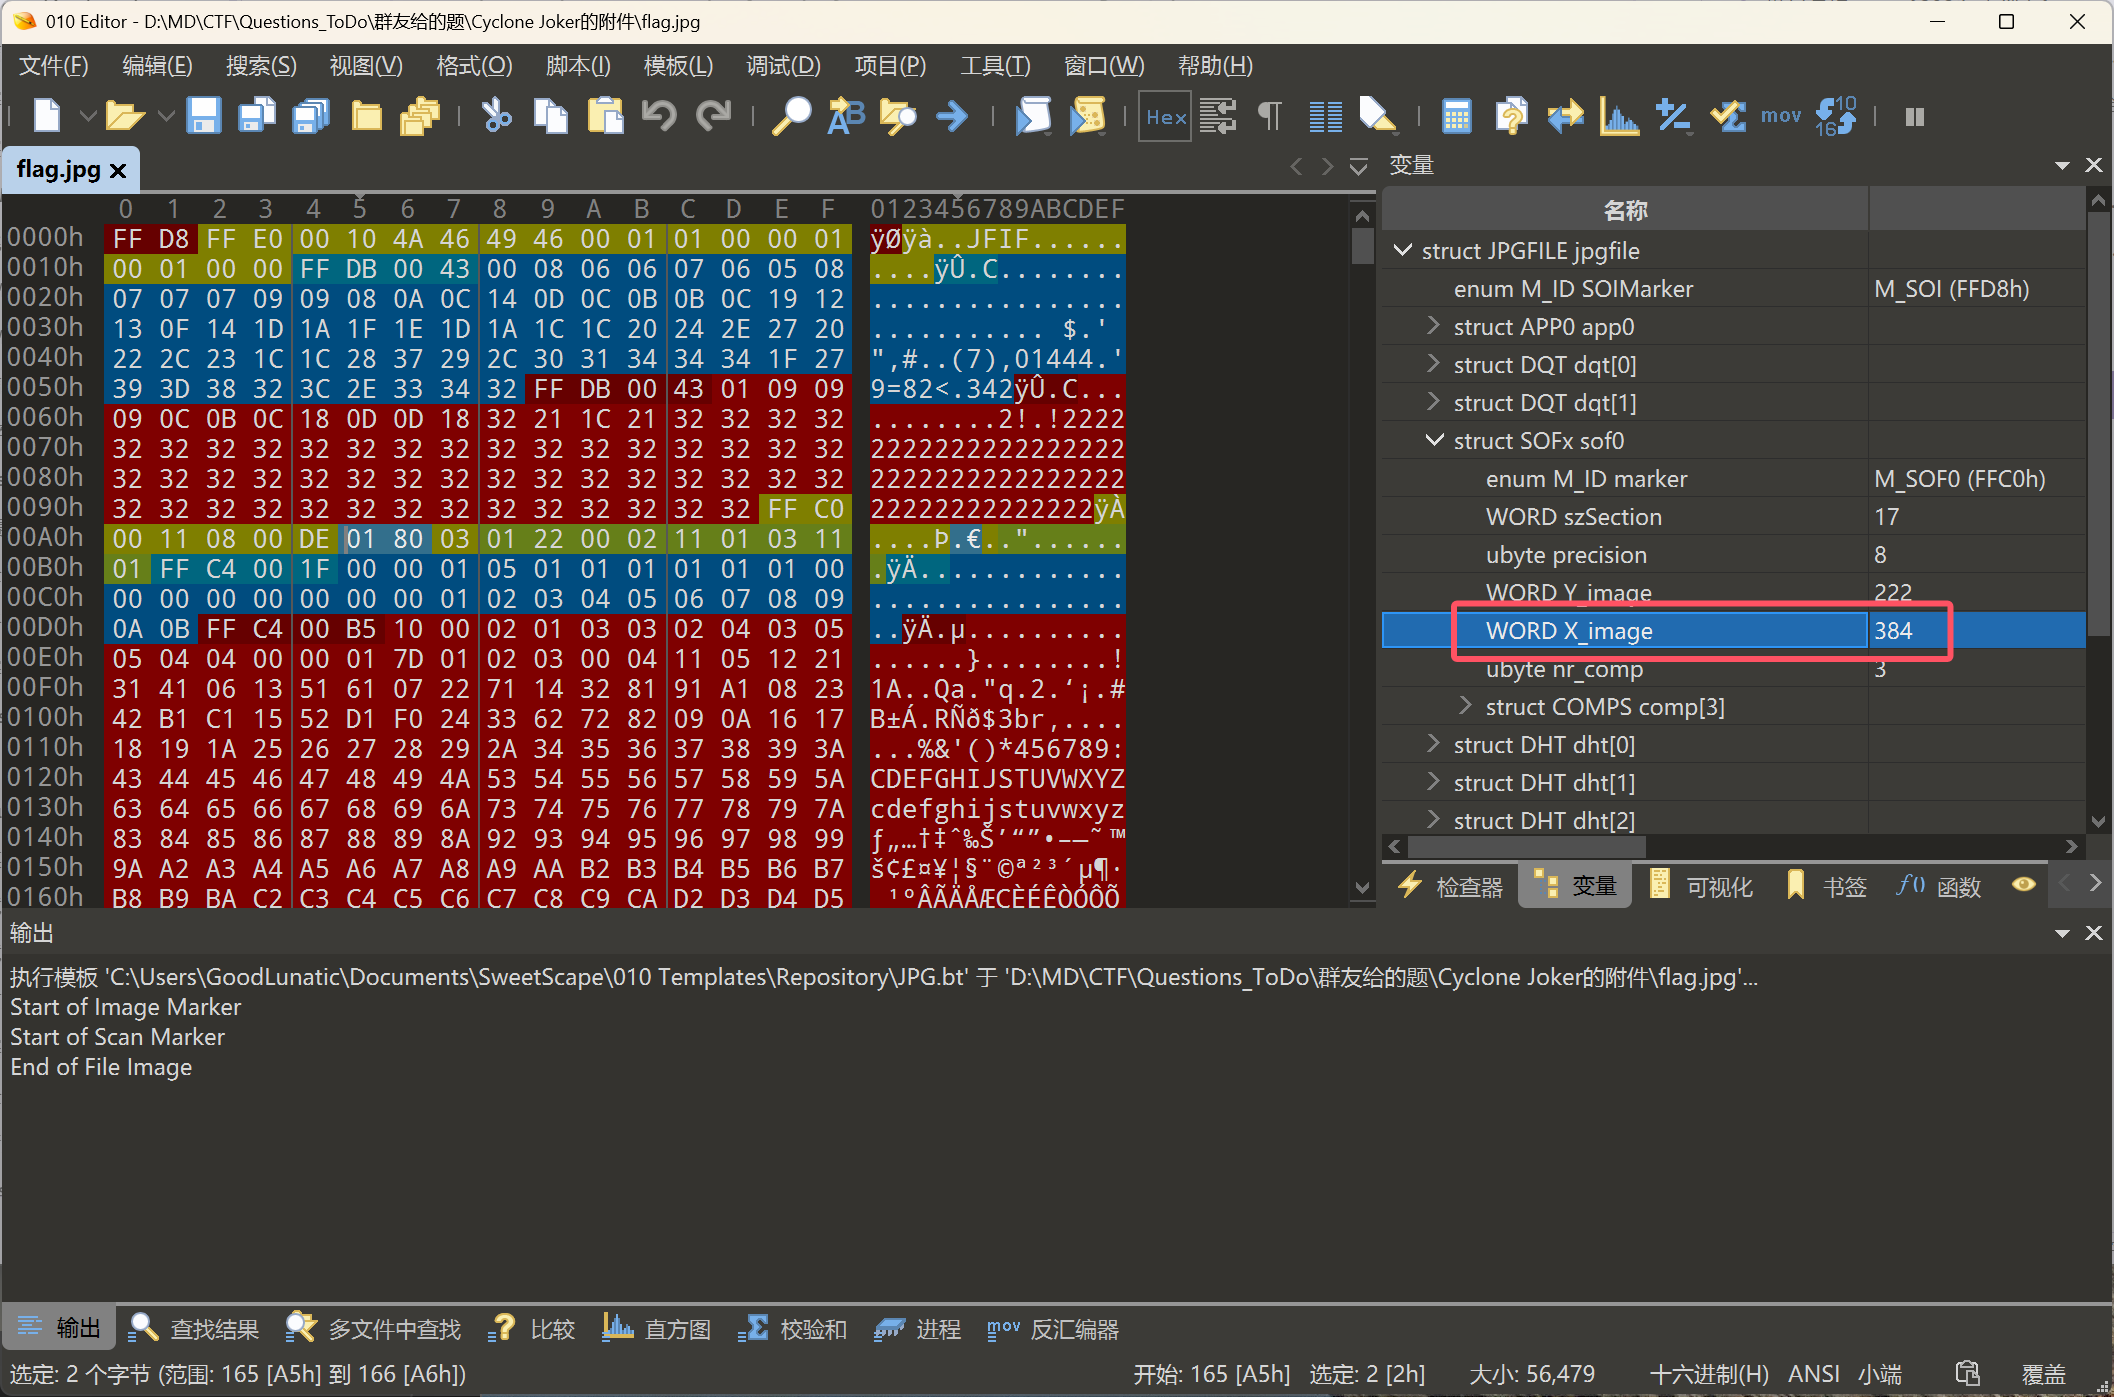 010 Editor - D:\MD\CTF\Questions_ToDo\群友给的题\Cyclone Joker的附件\flag.jpg
文件(F) 编辑(E) 搜索(S) 视图(V) 格式(O) 脚本(I) 模板(L) 调试(D) 项目(P) 工具(T) 窗口(W) 帮助(H)
Hex mov 10 16
flag.jpg
变量
0 1 2 3 4 5 6 7 8 9 A B C D E F 0123456789ABCDEF
0000h FF D8 FF E0 00 10 4A 46 49 46 00 01 01 00 00 01 ÿØÿà..JFIF......
0010h 00 01 00 00 FF DB 00 43 00 08 06 06 07 06 05 08 ....ÿÛ.C........
0020h 07 07 07 09 09 08 0A 0C 14 0D 0C 0B 0B 0C 19 12 ................
0030h 13 0F 14 1D 1A 1F 1E 1D 1A 1C 1C 20 24 2E 27 20 ........... $.'
0040h 22 2C 23 1C 1C 28 37 29 2C 30 31 34 34 34 1F 27 ",#..(7),01444.'
0050h 39 3D 38 32 3C 2E 33 34 32 FF DB 00 43 01 09 09 9=82<.342ÿÛ.C...
0060h 09 0C 0B 0C 18 0D 0D 18 32 21 1C 21 32 32 32 32 ........2!.!2222
0070h 32 32 32 32 32 32 32 32 32 32 32 32 32 32 32 32 2222222222222222
0080h 32 32 32 32 32 32 32 32 32 32 32 32 32 32 32 32 2222222222222222
0090h 32 32 32 32 32 32 32 32 32 32 32 32 32 32 FF C0 22222222222222ÿÀ
00A0h 00 11 08 00 DE 01 80 03 01 22 00 02 11 01 03 11 ....Þ.€.."......
00B0h 01 FF C4 00 1F 00 00 01 05 01 01 01 01 01 01 00 .ÿÄ.............
00C0h 00 00 00 00 00 00 00 01 02 03 04 05 06 07 08 09 ................
00D0h 0A 0B FF C4 00 B5 10 00 02 01 03 03 02 04 03 05 ..ÿÄ.µ..........
00E0h 05 04 04 00 00 01 7D 01 02 03 00 04 11 05 12 21 ......}........!
00F0h 31 41 06 13 51 61 07 22 71 14 32 81 91 A1 08 23 1A..Qa."q.2.‘¡.#
0100h 42 B1 C1 15 52 D1 F0 24 33 62 72 82 09 0A 16 17 B±Á.RÑð$3br‚....
0110h 18 19 1A 25 26 27 28 29 2A 34 35 36 37 38 39 3A ...%&'()*456789:
0120h 43 44 45 46 47 48 49 4A 53 54 55 56 57 58 59 5A CDEFGHIJSTUVWXYZ
0130h 63 64 65 66 67 68 69 6A 73 74 75 76 77 78 79 7A cdefghijstuvwxyz
0140h 83 84 85 86 87 88 89 8A 92 93 94 95 96 97 98 99 ƒ„…†‡ˆ‰Š’“”•–—˜™
0150h 9A A2 A3 A4 A5 A6 A7 A8 A9 AA B2 B3 B4 B5 B6 B7 š¢£¤¥¦§¨©ª²³´µ¶·
0160h B8 B9 BA C2 C3 C4 C5 C6 C7 C8 C9 CA D2 D3 D4 D5 ¸¹ºÂÃÄÅÆÇÈÉÊÒÓÔÕ
名称
struct JPGFILE jpgfile
enum M_ID SOIMarker M_SOI (FFD8h)
struct APP0 app0
struct DQT dqt[0]
struct DQT dqt[1]
struct SOFx sof0
enum M_ID marker M_SOF0 (FFC0h)
WORD szSection 17
ubyte precision 8
WORD Y_image 222
WORD X_image 384
ubyte nr_comp 3
struct COMPS comp[3]
struct DHT dht[0]
struct DHT dht[1]
struct DHT dht[2]
检查器 变量 可视化 书签 f() 函数
输出
执行模板 'C:\Users\GoodLunatic\Documents\SweetScape\010 Templates\Repository\JPG.bt' 于 'D:\MD\CTF\Questions_ToDo\群友给的题\Cyclone Joker的附件\flag.jpg'...
Start of Image Marker
Start of Scan Marker
End of File Image
输出 查找结果 多文件中查找 比较 直方图 校验和 进程 mov 反汇编器
选定: 2 个字节 (范围: 165 [A5h] 到 166 [A6h]) 开始: 165 [A5h] 选定: 2 [2h] 大小: 56,479 十六进制(H) ANSI 小端 覆盖